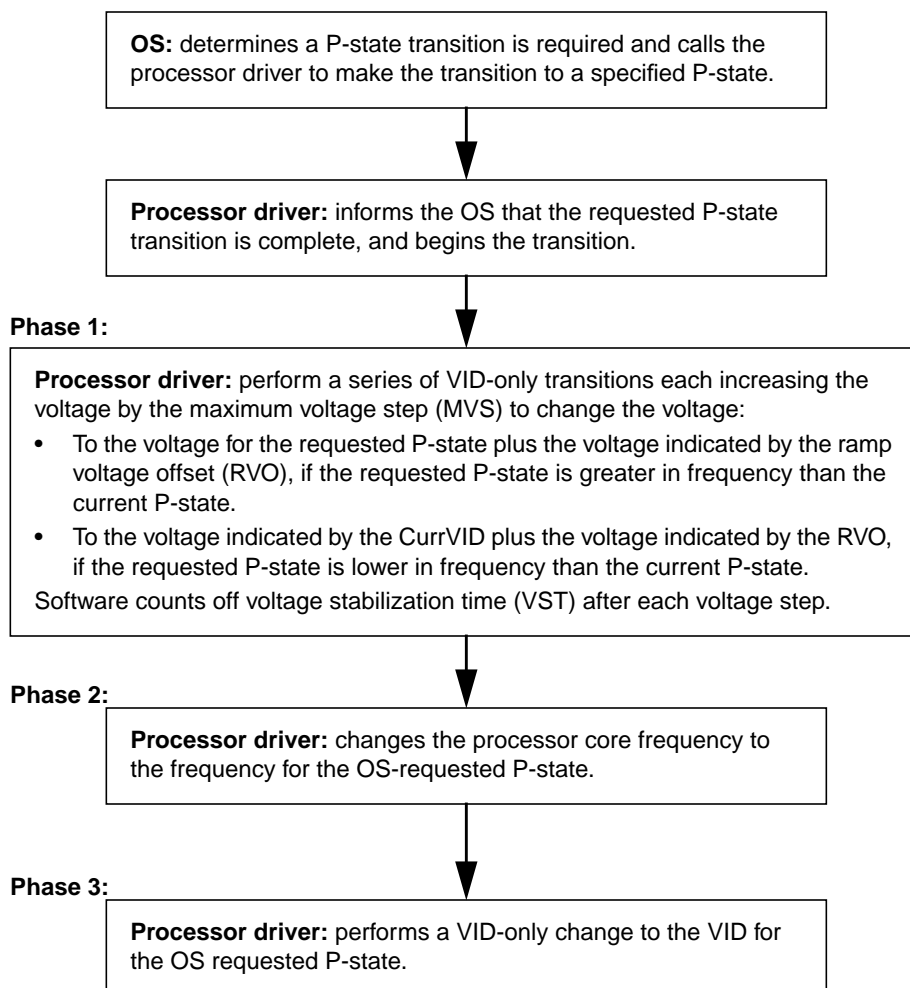 OS: determines a P-state transition is required and calls the
processor driver to make the transition to a specified P-state.
Processor driver: informs the OS that the requested P-state
transition is complete, and begins the transition.
Phase 1:
Processor driver: perform a series of VID-only transitions each increasing the
voltage by the maximum voltage step (MVS) to change the voltage:
• To the voltage for the requested P-state plus the voltage indicated by the ramp
voltage offset (RVO), if the requested P-state is greater in frequency than the
current P-state.
• To the voltage indicated by the CurrVID plus the voltage indicated by the RVO,
if the requested P-state is lower in frequency than the current P-state.
Software counts off voltage stabilization time (VST) after each voltage step.
Phase 2:
Processor driver: changes the processor core frequency to
the frequency for the OS-requested P-state.
Phase 3:
Processor driver: performs a VID-only change to the VID for
the OS requested P-state.